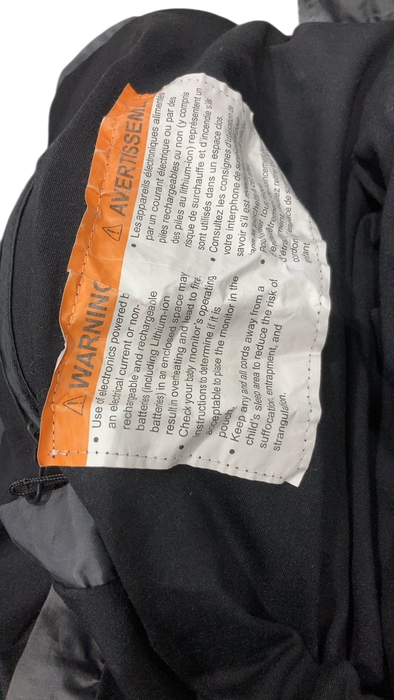 ⚠ WARNING
• Use of electronics powered b
an electrical current or non-
rechargeable and rechargeable
batteries (including Lithium-ion
batteries) in an enclosed space may
result in overheating and lead to fire.
• Check your baby monitor's operating
instructions to determine if it is
acceptable to place the monitor in the
pouch.
• Keep any and all cords away from a
child's sleep area to reduce the risk of
suffocation, entrapment, and
strangulation.
⚠ AVERTISSEM
• Les appareils électroniques alimentés
par un courant électrique ou par des
piles rechargeables ou non (y compris
des piles au lithium-ion) représentent un
risque de surchauffe et d'incendie s'ils
sont utilisés dans un espace clos.
• Consultez les consignes d'utilisation de
votre interphone de
savoir s'il est